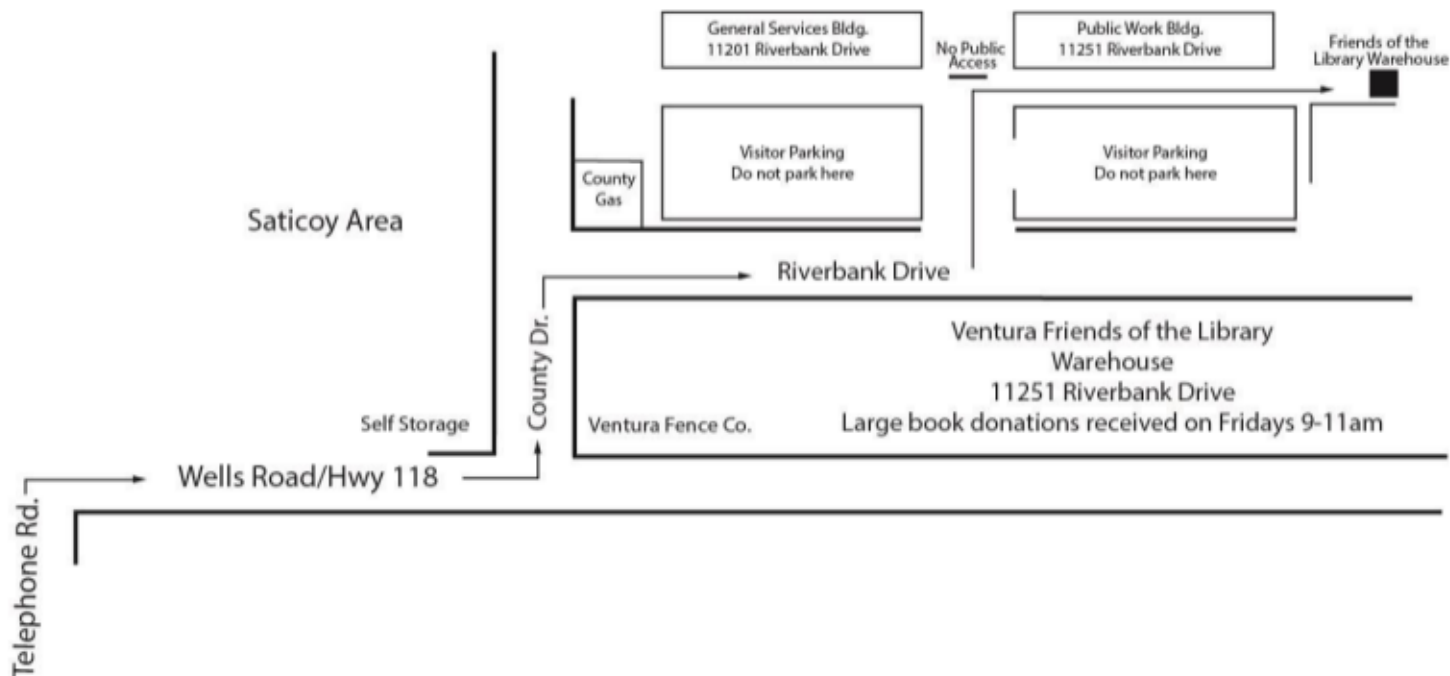 General Services Bldg.
11201 Riverbank Drive
No Public
Access
Public Work Bldg.
11251 Riverbank Drive
Friends of the
Library Warehouse
Visitor Parking
Do not park here
Visitor Parking
Do not park here
County
Gas
Saticoy Area
Riverbank Drive
County Dr.
Ventura Friends of the Library
Warehouse
11251 Riverbank Drive
Large book donations received on Fridays 9-11am
Self Storage
Ventura Fence Co.
Wells Road/Hwy 118
Telephone Rd.